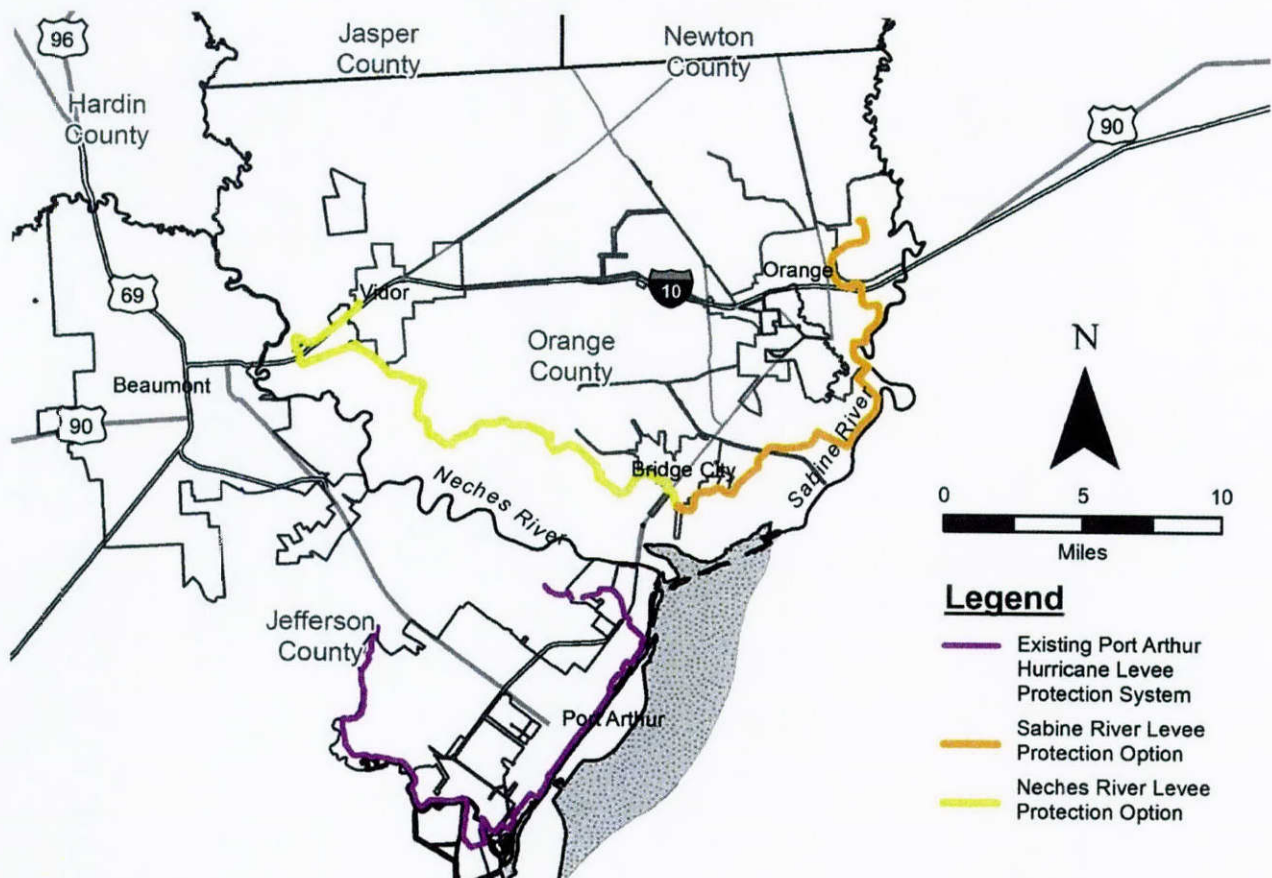 96
Jasper
County
Newton
County
Hardin
County
90
69
Vidor
Orange
10
Orange
County
N
Beaumont
90
Bridge City
Sabine River
Neches River
0 5 10
Miles
Jefferson
County
Port Arthur
Legend
Existing Port Arthur
Hurricane Levee
Protection System
Sabine River Levee
Protection Option
Neches River Levee
Protection Option